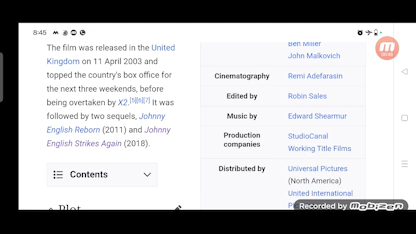 8:45
The film was released in the United
Kingdom on 11 April 2003 and
topped the country's box office for
the next three weekends, before
being overtaken by X2.[5][6][7] It was
followed by two sequels, Johnny
English Reborn (2011) and Johnny
English Strikes Again (2018).
Contents
Plot
Ben Miller
John Malkovich
Cinematography Remi Adefarasin
Edited by Robin Sales
Music by Edward Shearmur
Production StudioCanal
companies Working Title Films
Distributed by Universal Pictures
(North America)
United International
Recorded by MOBIZEN